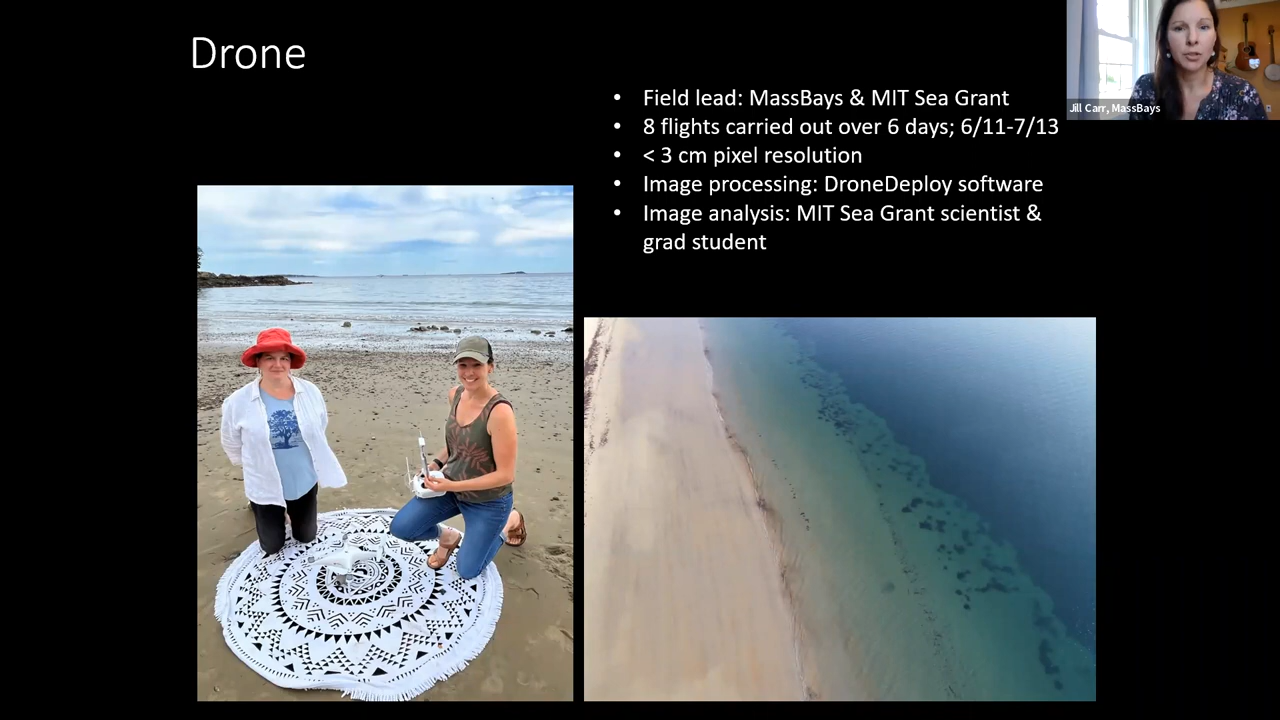 Drone
• Field lead: MassBays & MIT Sea Grant
• 8 flights carried out over 6 days; 6/11-7/13
• < 3 cm pixel resolution
• Image processing: DroneDeploy software
• Image analysis: MIT Sea Grant scientist &
grad student
Jill Carr, MassBays